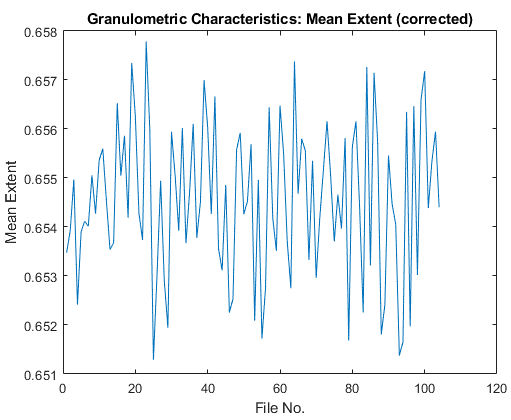 Granulometric Characteristics: Mean Extent (corrected)
0.658
0.657
0.656
0.655
0.654
0.653
0.652
0.651
Mean Extent
0 20 40 60 80 100 120
File No.